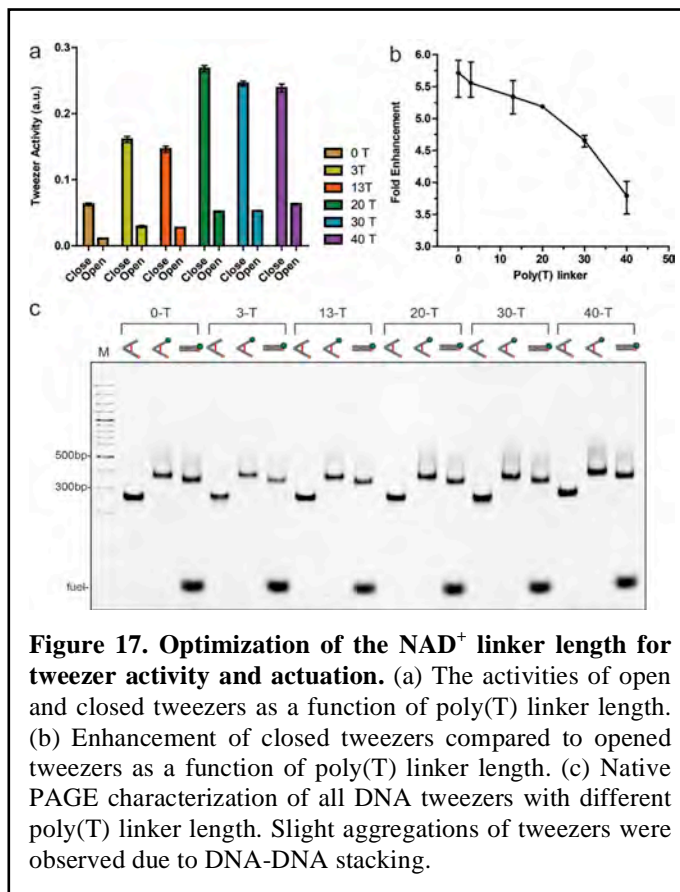 a
0.3
0.2
0.1
0.0
Tweezer Activity (a.u.)
Close
Open
Close
Open
Close
Open
Close
Open
Close
Open
Close
Open
0 T
3T
13T
20 T
30 T
40 T
b
6.0
5.5
5.0
4.5
4.0
3.5
3.0
Fold Enhancement
0 10 20 30 40 50
Poly(T) linker
c
0-T 3-T 13-T 20-T 30-T 40-T
M
500bp
300bp
fuel-
Figure 17. Optimization of the NAD⁺ linker length for
tweezer activity and actuation. (a) The activities of open
and closed tweezers as a function of poly(T) linker length.
(b) Enhancement of closed tweezers compared to opened
tweezers as a function of poly(T) linker length. (c) Native
PAGE characterization of all DNA tweezers with different
poly(T) linker length. Slight aggregations of tweezers were
observed due to DNA-DNA stacking.